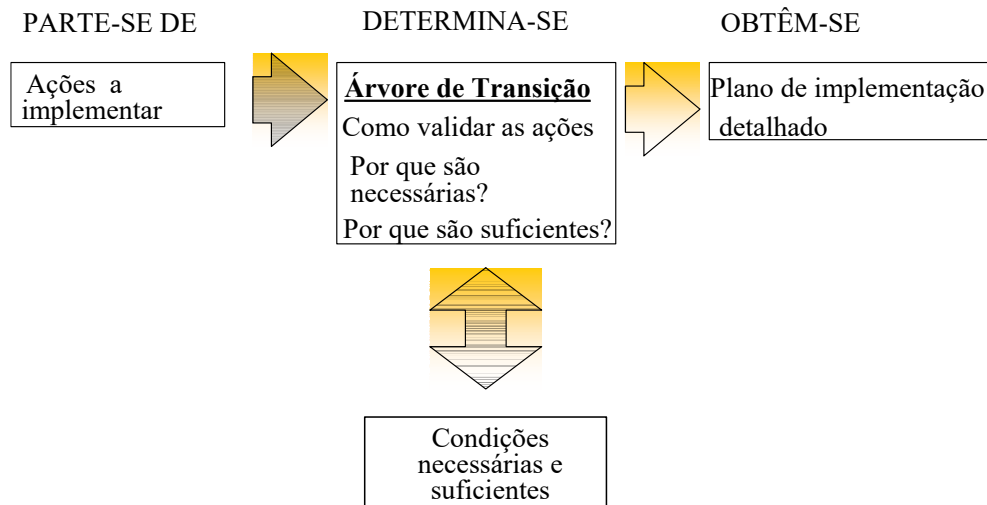 PARTE-SE DE
DETERMINA-SE
OBTÊM-SE
Ações a
implementar
Árvore de Transição
Como validar as ações
Por que são
necessárias?
Por que são suficientes?
Plano de implementação
detalhado
Condições
necessárias e
suficientes